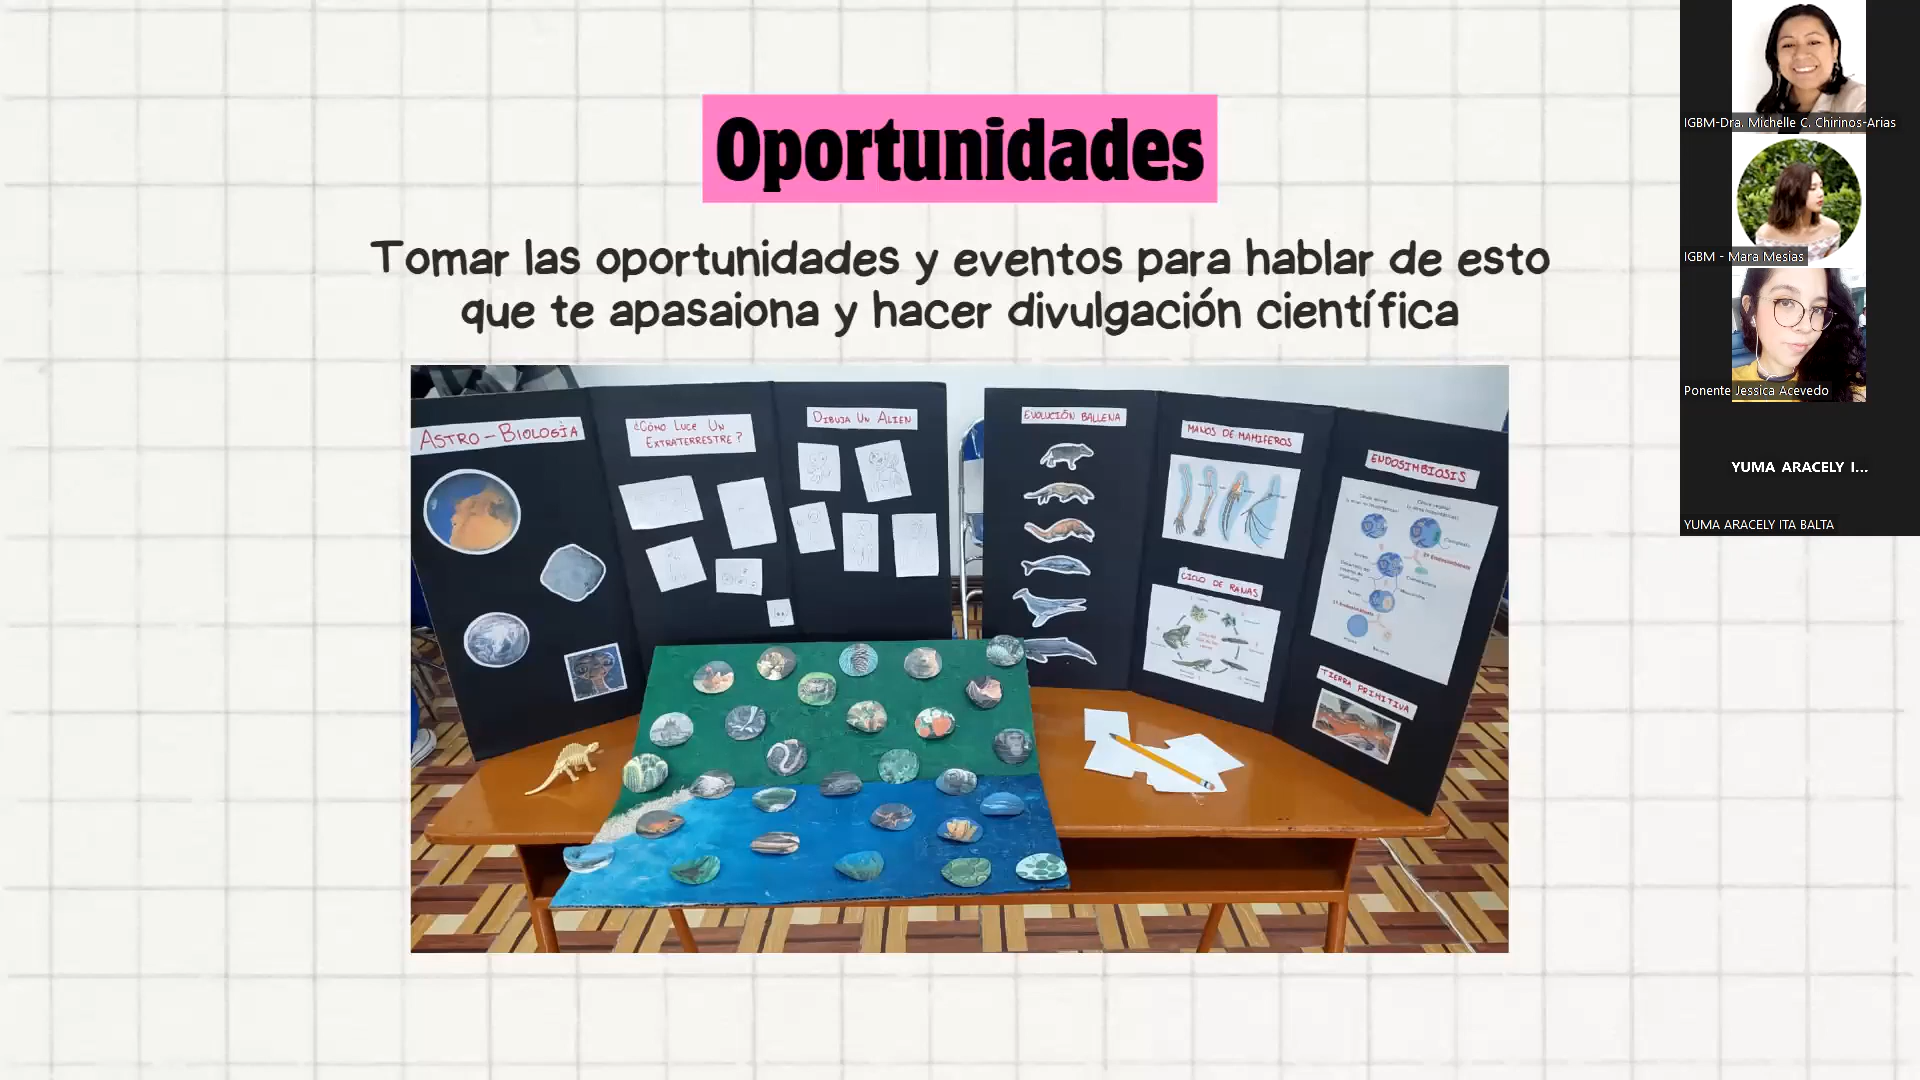 Oportunidades
Tomar las oportunidades y eventos para hablar de esto
que te apasaiona y hacer divulgación científica
ASTRO-BIOLOGÍA
¿CÓMO LUCE UN
EXTRATERRESTRE?
DIBUJA UN ALIEN
EVOLUCIÓN BALLENA
MANOS DE MAMIFEROS
CICLO DE RANAS
ENDOSIMBIOSIS
TIERRA PRIMITIVA
IGBM-Dra. Michelle C. Chirinos-Arias
IGBM - Mara Mesias
Ponente Jessica Acevedo
YUMA ARACELY I...
YUMA ARACELY ITA BALTA